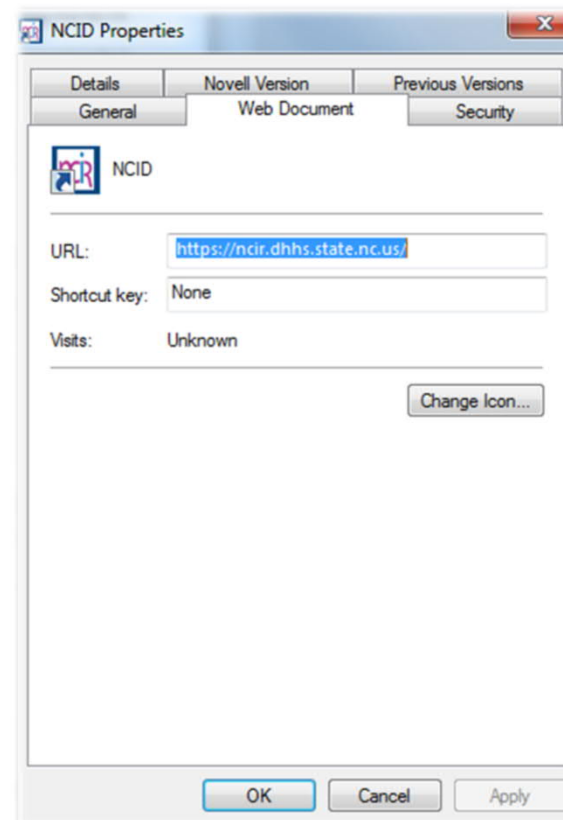 NCID Properties
Details Novell Version Previous Versions
General Web Document Security
ncir NCID
URL: https://ncir.dhhs.state.nc.us/
Shortcut key: None
Visits: Unknown
Change Icon...
OK Cancel Apply